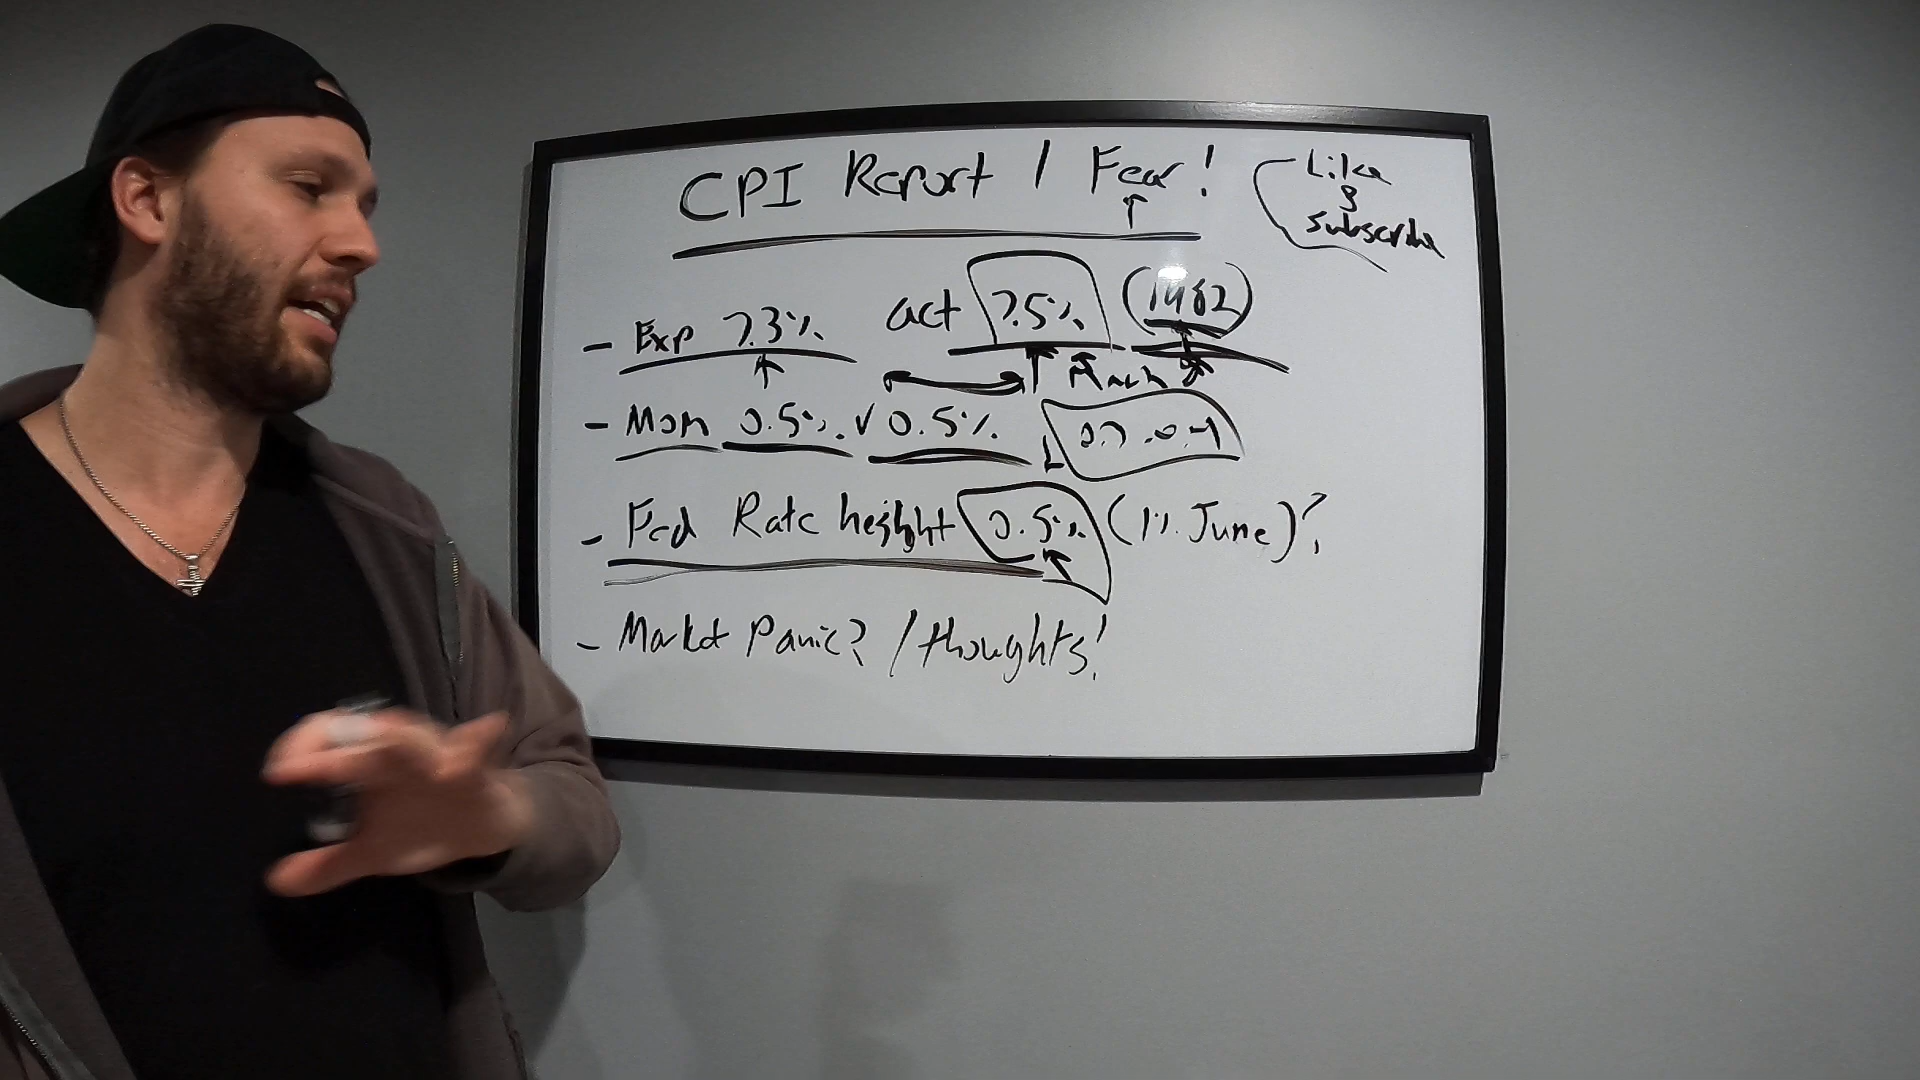 CPI Report / Fear!
Like
&
Subscribe
- Exp 7.3% act 7.5% (1982)
March
- Mom 0.5% v 0.5%
- Fed Rate height 0.5% (1% June)?
- Market Panic? / thoughts!